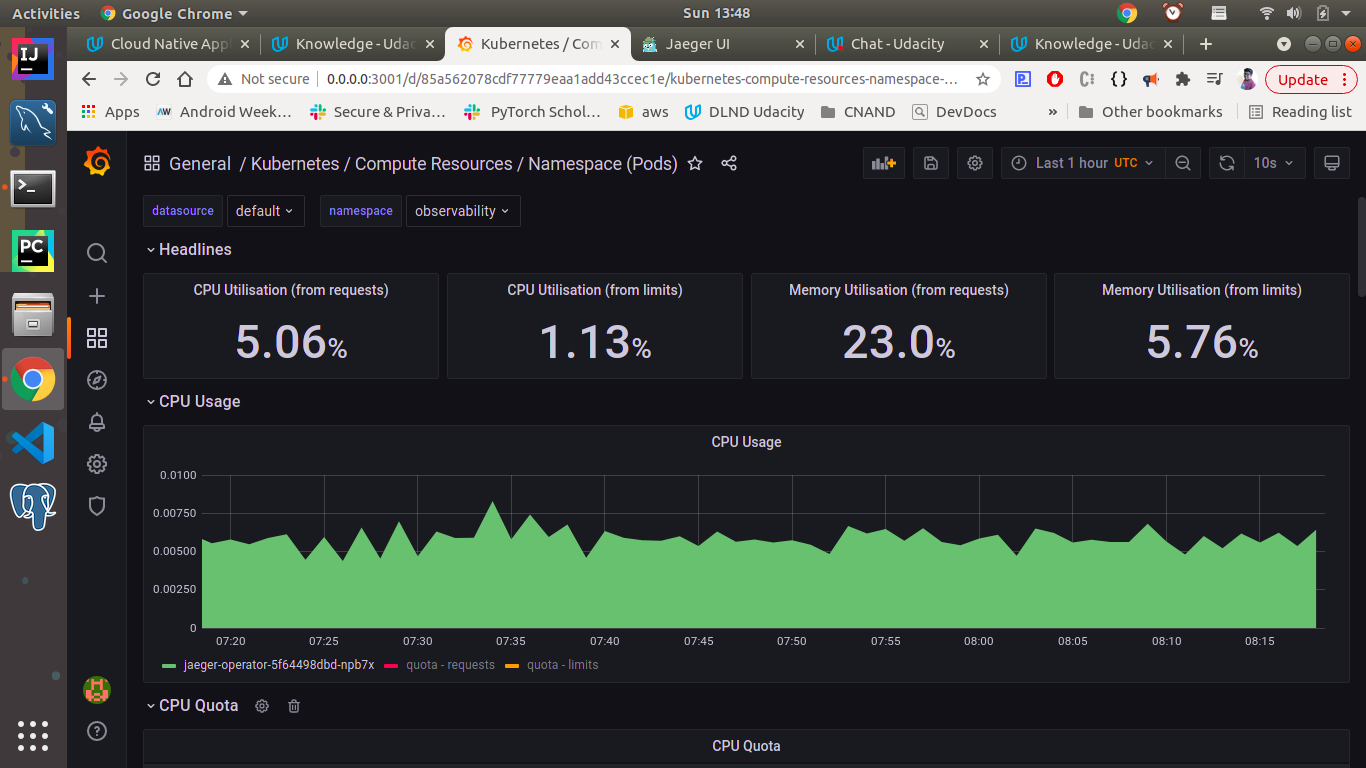 Activities Google Chrome Sun 13:48
Cloud Native App Knowledge - Udac Kubernetes / Com Jaeger UI Chat - Udacity Knowledge - Udac
Not secure 0.0.0.0:3001/d/85a562078cdf77779eaa1add43ccec1e/kubernetes-compute-resources-namespace-... Update
Apps Android Week... Secure & Priva... PyTorch Schol... aws DLND Udacity CNAND DevDocs » Other bookmarks Reading list
General / Kubernetes / Compute Resources / Namespace (Pods) Last 1 hour UTC 10s
datasource default namespace observability
Headlines
CPU Utilisation (from requests) CPU Utilisation (from limits) Memory Utilisation (from requests) Memory Utilisation (from limits)
5.06% 1.13% 23.0% 5.76%
CPU Usage
CPU Usage
0.0100
0.00750
0.00500
0.00250
0
07:20 07:25 07:30 07:35 07:40 07:45 07:50 07:55 08:00 08:05 08:10 08:15
jaeger-operator-5f64498dbd-npb7x quota - requests quota - limits
CPU Quota
CPU Quota